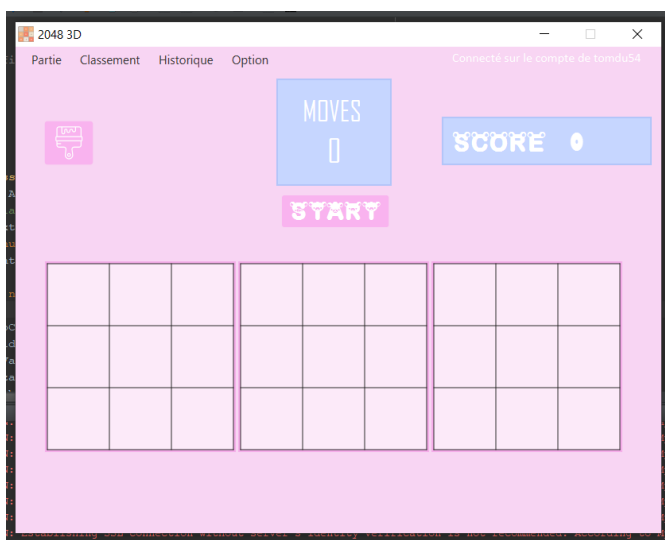 2048 3D
Partie Classement Historique Option
Connecté sur le compte de tomdu54
MOVES
0
SCORE 0
START